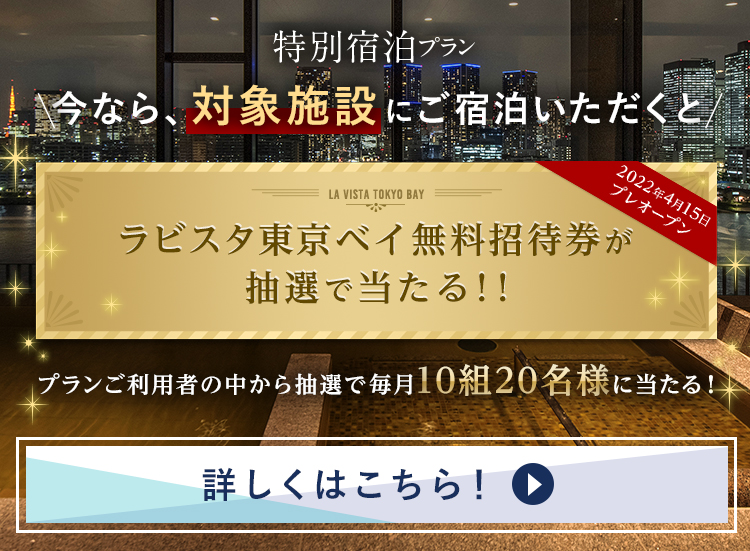 特別宿泊プラン
\今なら、対象施設にご宿泊いただくと/
2022年4月15日
プレオープン
LA VISTA TOKYO BAY
ラビスタ東京ベイ無料招待券が
抽選で当たる!!
プランご利用者の中から抽選で毎月10組20名様に当たる!
詳しくはこちら!